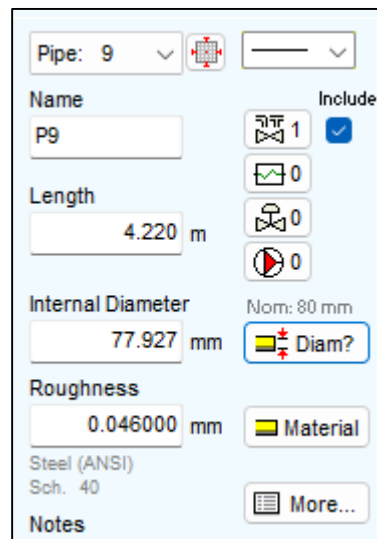 Pipe: 9
Name
Include
P9
1
0
Length
4.220 m
0
0
Internal Diameter
Nom: 80 mm
77.927 mm
Diam?
Roughness
0.046000 mm
Material
Steel (ANSI)
Sch. 40
More...
Notes